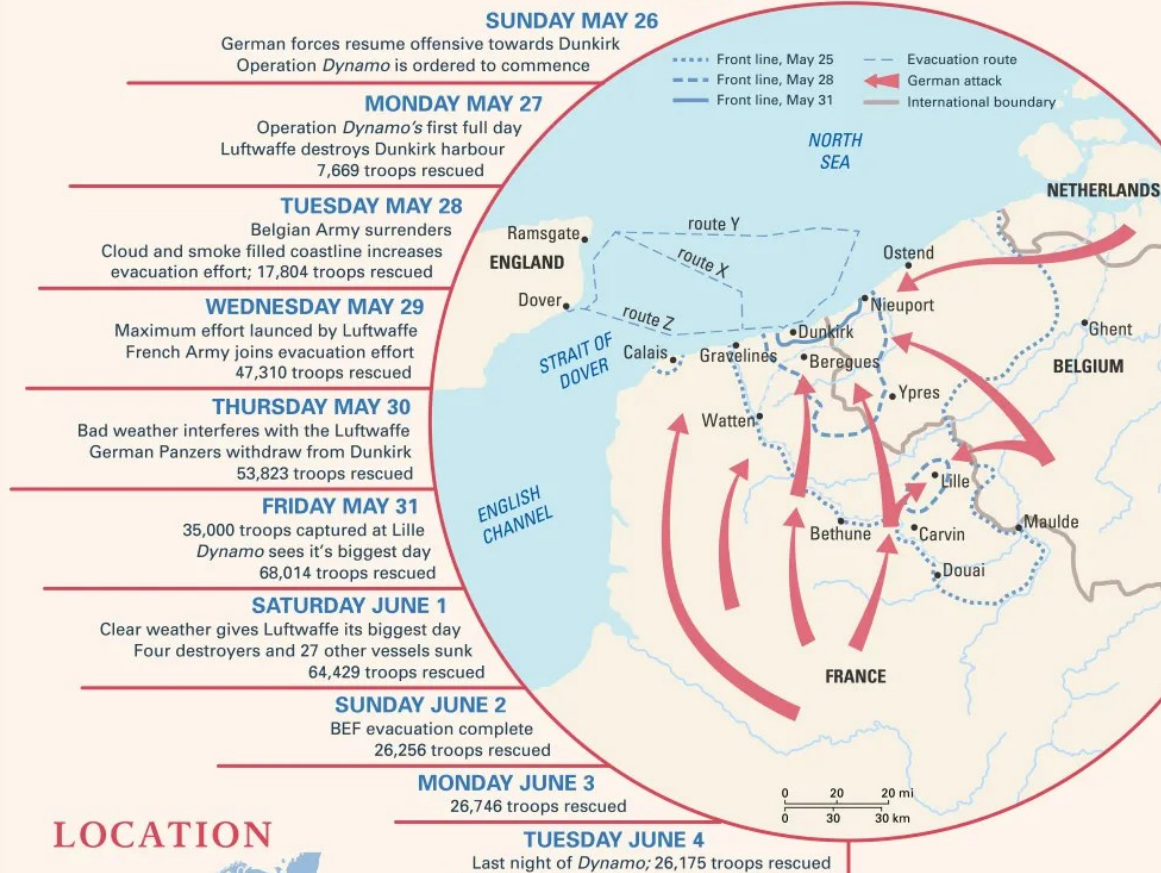 SUNDAY MAY 26
German forces resume offensive towards Dunkirk
Operation Dynamo is ordered to commence
MONDAY MAY 27
Operation Dynamo's first full day
Luftwaffe destroys Dunkirk harbour
7,669 troops rescued
TUESDAY MAY 28
Belgian Army surrenders
Cloud and smoke filled coastline increases
evacuation effort; 17,804 troops rescued
WEDNESDAY MAY 29
Maximum effort launced by Luftwaffe
French Army joins evacuation effort
47,310 troops rescued
THURSDAY MAY 30
Bad weather interferes with the Luftwaffe
German Panzers withdraw from Dunkirk
53,823 troops rescued
FRIDAY MAY 31
35,000 troops captured at Lille
Dynamo sees it's biggest day
68,014 troops rescued
SATURDAY JUNE 1
Clear weather gives Luftwaffe its biggest day
Four destroyers and 27 other vessels sunk
64,429 troops rescued
SUNDAY JUNE 2
BEF evacuation complete
26,256 troops rescued
MONDAY JUNE 3
26,746 troops rescued
TUESDAY JUNE 4
Last night of Dynamo; 26,175 troops rescued
LOCATION
Front line, May 25
Front line, May 28
Front line, May 31
Evacuation route
German attack
International boundary
NORTH
SEA
NETHERLANDS
Ramsgate
ENGLAND
Dover
route Y
route X
route Z
STRAIT OF
DOVER
Ostend
Nieuport
Ghent
BELGIUM
Dunkirk
Calais
Gravelines
Beregues
Ypres
Watten
ENGLISH
CHANNEL
Lille
Bethune
Carvin
Maulde
Douai
FRANCE
0 20 20 mi
0 30 30 km